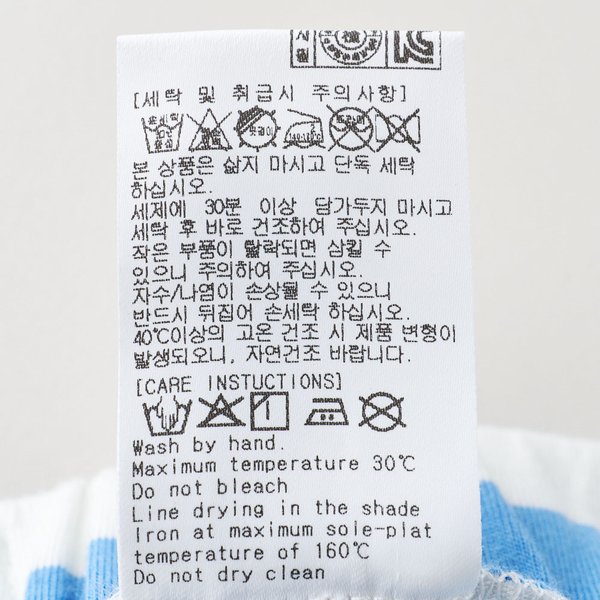 [세탁 및 취급시 주의사항]
본 상품은 삶지 마시고 단독 세탁
하십시오.
세제에 30분 이상 담가두지 마시고
세탁 후 바로 건조하여 주십시오.
작은 부품이 탈락되면 삼킬 수
있으니 주의하여 주십시오.
자수/나염이 손상될 수 있으니
반드시 뒤집어 손세탁 하십시오.
40℃이상의 고온 건조 시 제품 변형이
발생되오니, 자연건조 바랍니다.
[CARE INSTUCTIONS]
Wash by hand.
Maximum temperature 30℃
Do not bleach
Line drying in the shade
Iron at maximum sole-plat
temperature of 160℃
Do not dry clean